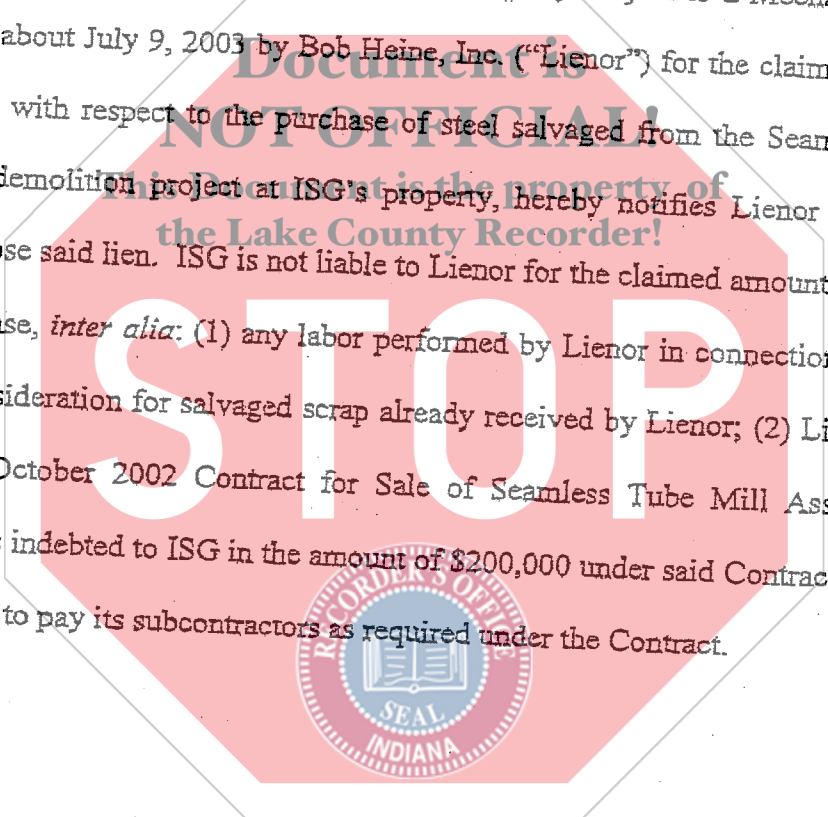 about July 9, 2003 by Bob Heine, Inc. ("Lienor") for the claim
with respect to the purchase of steel salvaged from the Seam
demolition project at ISG's property, hereby notifies Lienor
se said lien. ISG is not liable to Lienor for the claimed amount
se, inter alia: (1) any labor performed by Lienor in connection
sideration for salvaged scrap already received by Lienor; (2) Li
October 2002 Contract for Sale of Seamless Tube Mill Ass
indebted to ISG in the amount of $200,000 under said Contrac
to pay its subcontractors as required under the Contract.
Document is
NOT OFFICIAL!
This Document is the property of
the Lake County Recorder!
STOP
RECORDER'S OFFICE
SEAL
INDIANA